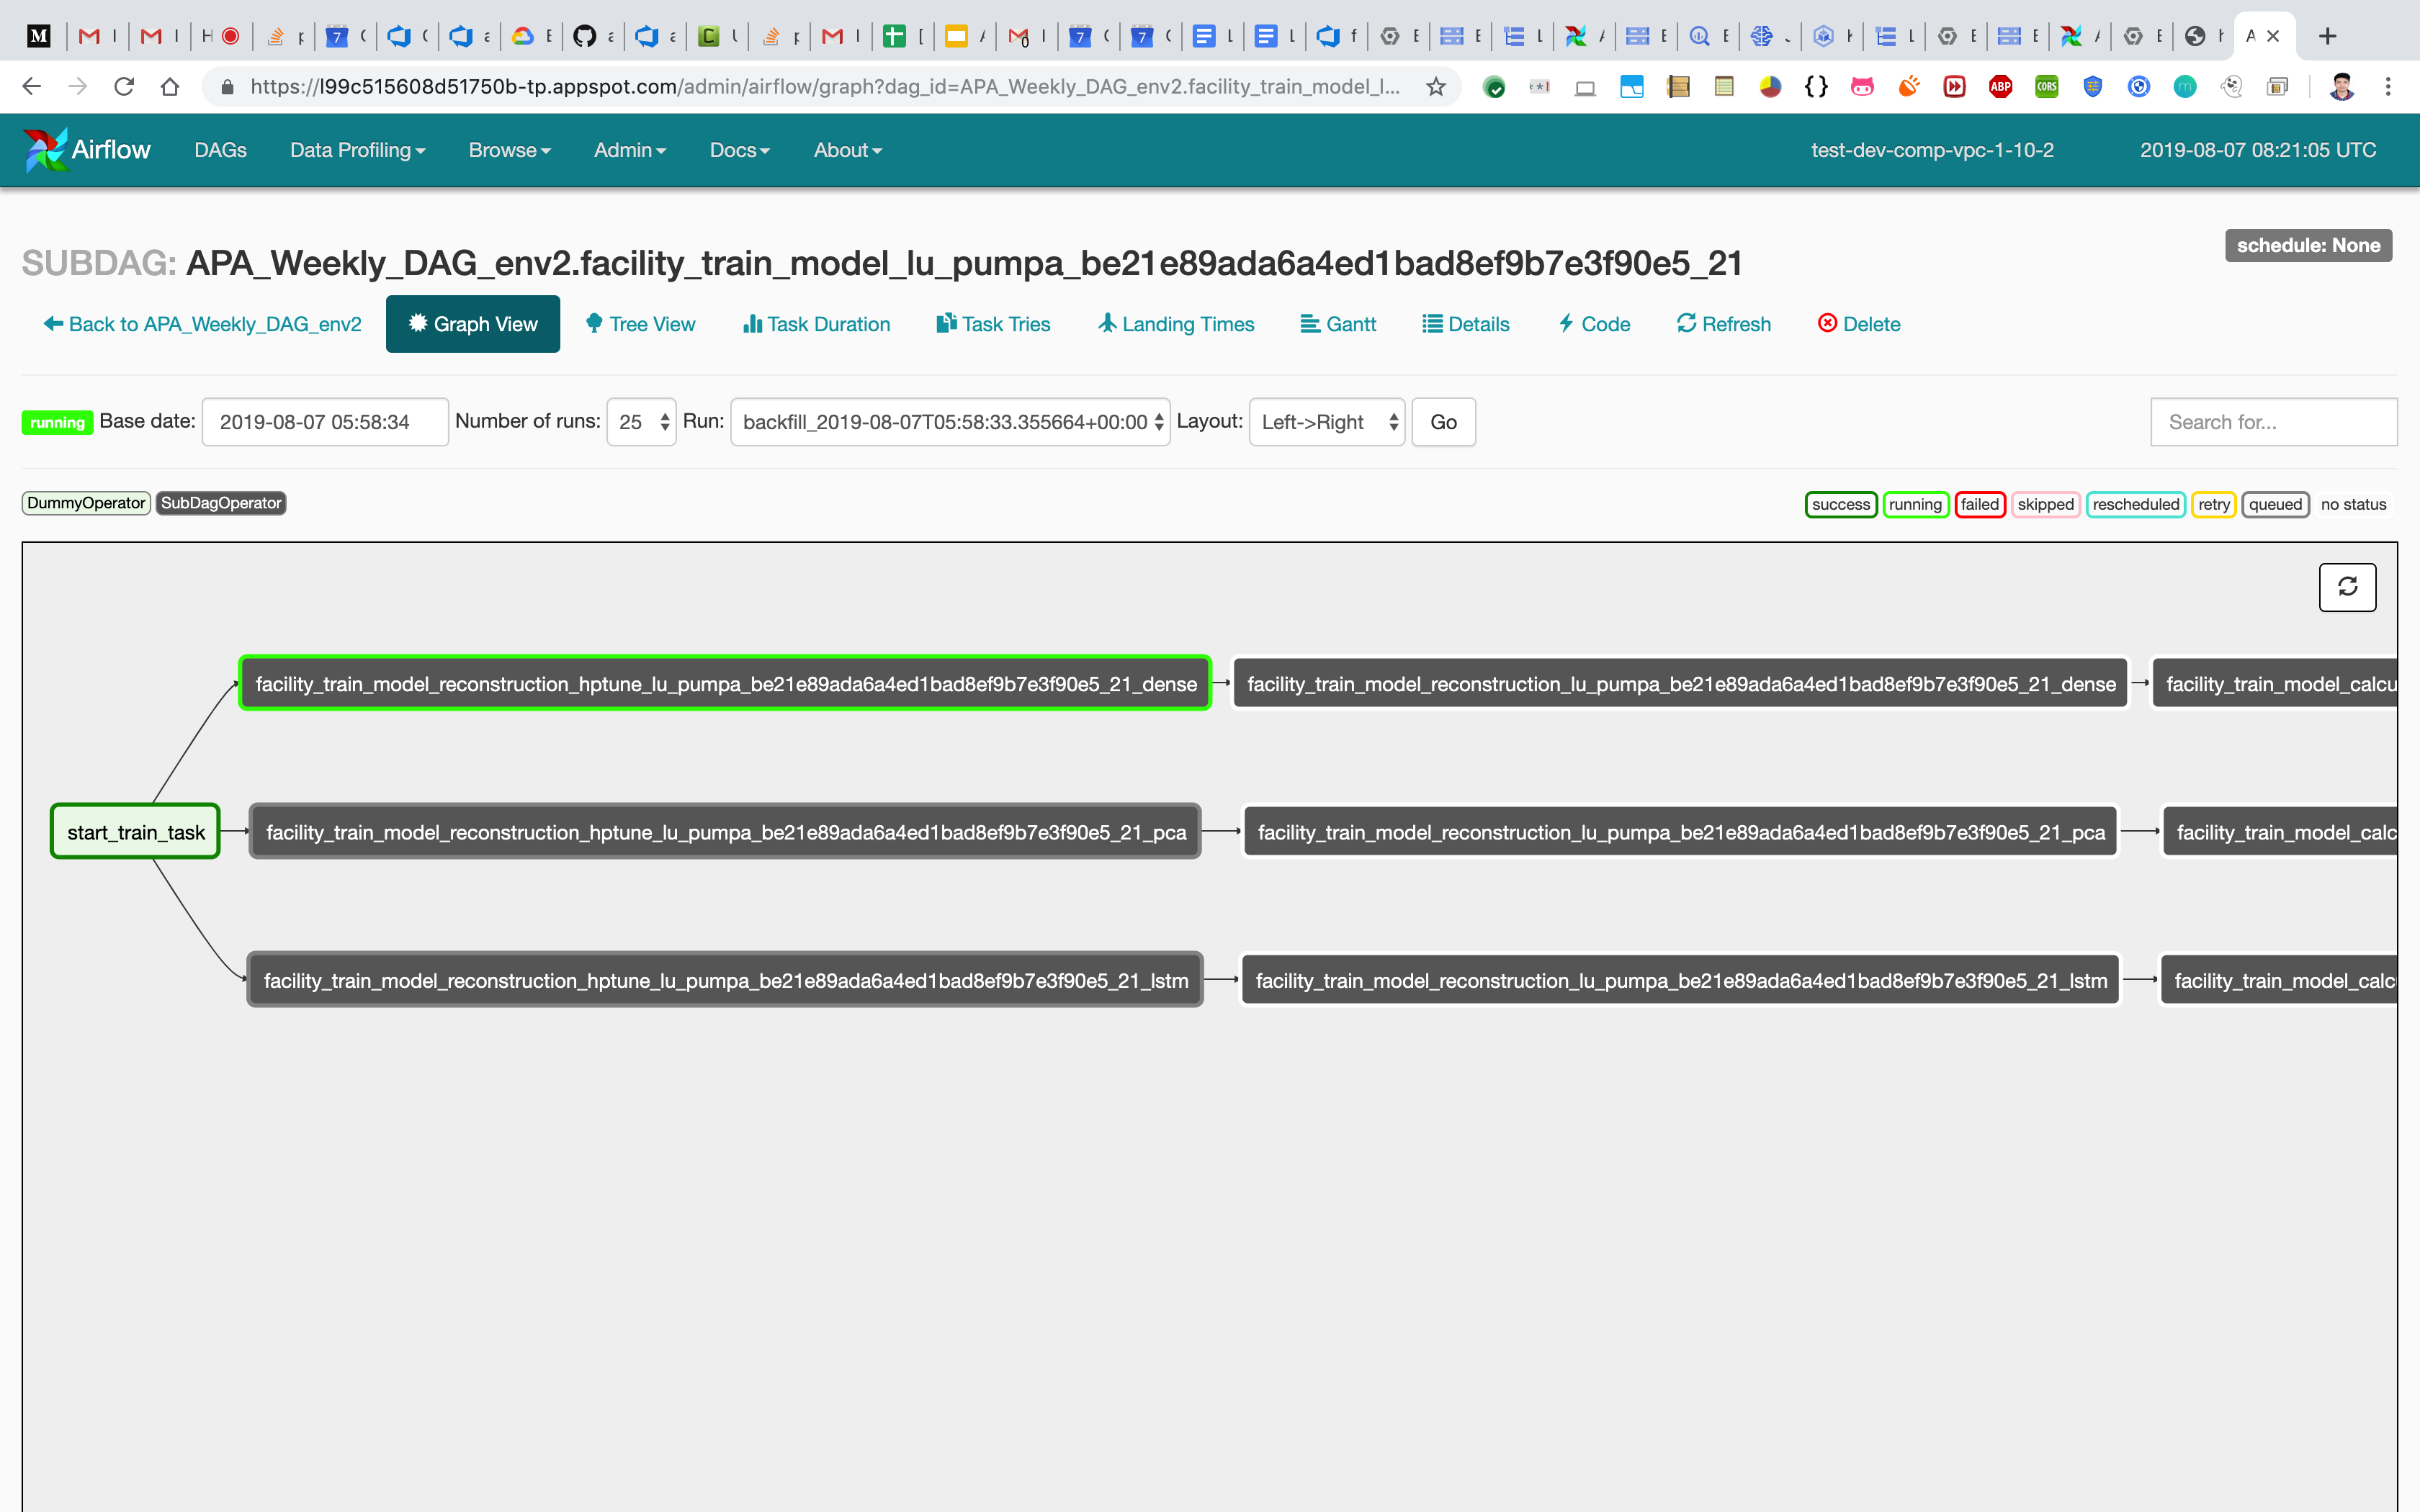 https://l99c515608d51750b-tp.appspot.com/admin/airflow/graph?dag_id=APA_Weekly_DAG_env2.facility_train_model_l...
Airflow DAGs Data Profiling Browse Admin Docs About test-dev-comp-vpc-1-10-2 2019-08-07 08:21:05 UTC
schedule: None
SUBDAG: APA_Weekly_DAG_env2.facility_train_model_lu_pumpa_be21e89ada6a4ed1bad8ef9b7e3f90e5_21
Back to APA_Weekly_DAG_env2 Graph View Tree View Task Duration Task Tries Landing Times Gantt Details Code Refresh Delete
running Base date: 2019-08-07 05:58:34 Number of runs: 25 Run: backfill_2019-08-07T05:58:33.355664+00:00 Layout: Left->Right Go Search for...
DummyOperator SubDagOperator success running failed skipped rescheduled retry queued no status
facility_train_model_reconstruction_hptune_lu_pumpa_be21e89ada6a4ed1bad8ef9b7e3f90e5_21_dense facility_train_model_reconstruction_lu_pumpa_be21e89ada6a4ed1bad8ef9b7e3f90e5_21_dense facility_train_model_calcu
start_train_task facility_train_model_reconstruction_hptune_lu_pumpa_be21e89ada6a4ed1bad8ef9b7e3f90e5_21_pca facility_train_model_reconstruction_lu_pumpa_be21e89ada6a4ed1bad8ef9b7e3f90e5_21_pca facility_train_model_calc
facility_train_model_reconstruction_hptune_lu_pumpa_be21e89ada6a4ed1bad8ef9b7e3f90e5_21_lstm facility_train_model_reconstruction_lu_pumpa_be21e89ada6a4ed1bad8ef9b7e3f90e5_21_lstm facility_train_model_calc